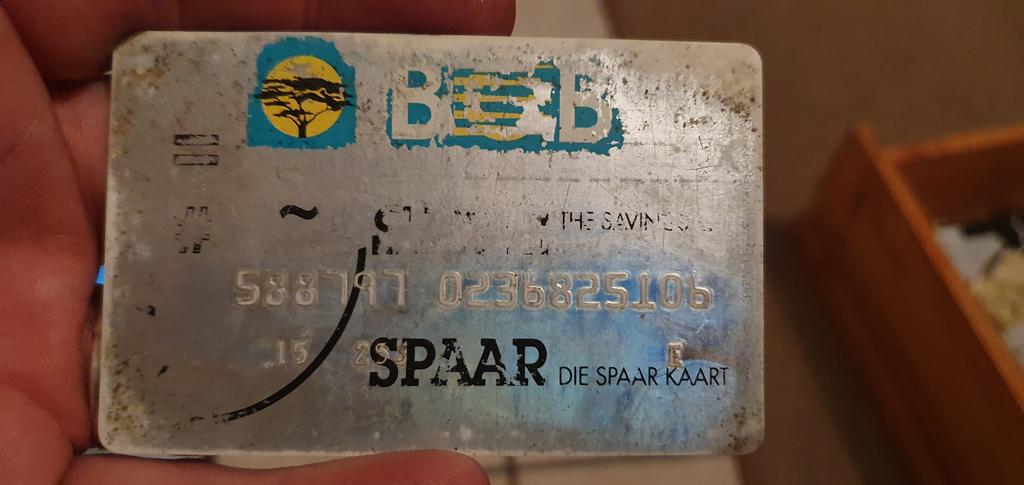 BOB
THE SAVINGS
588797 0236825106
15 E
SPAAR DIE SPAAR KAART